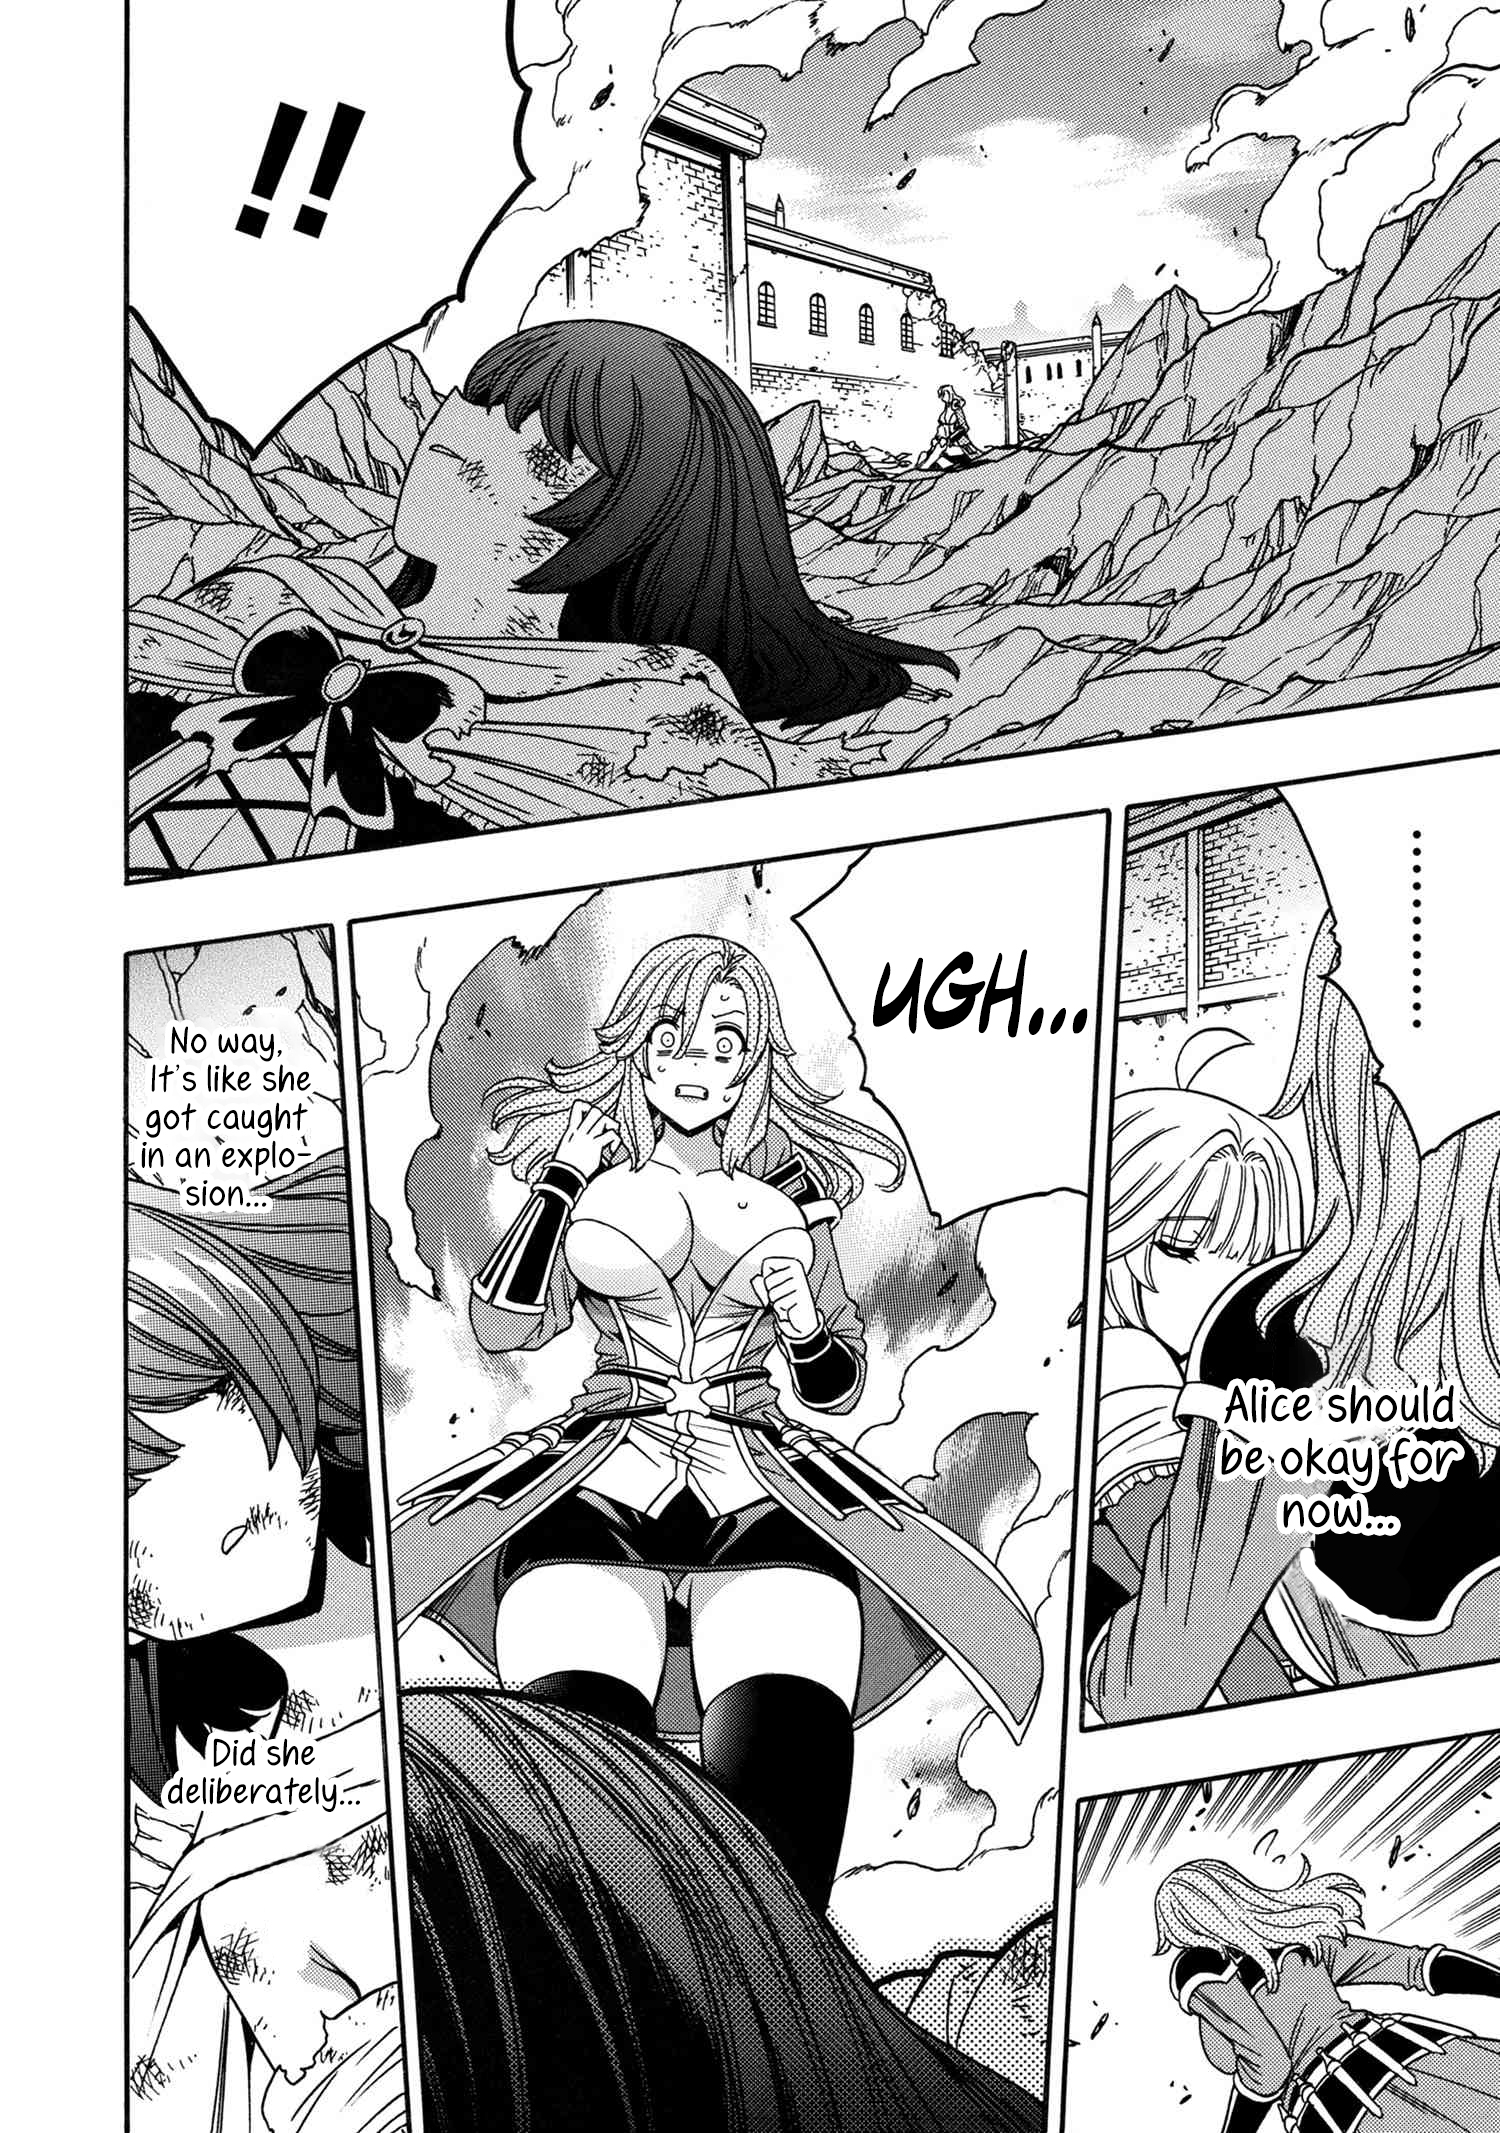 !!
.........
Alice should
be okay for
now...
UGH...
No way,
It's like she
got caught
in an explo-
sion...
Did she
deliberately...